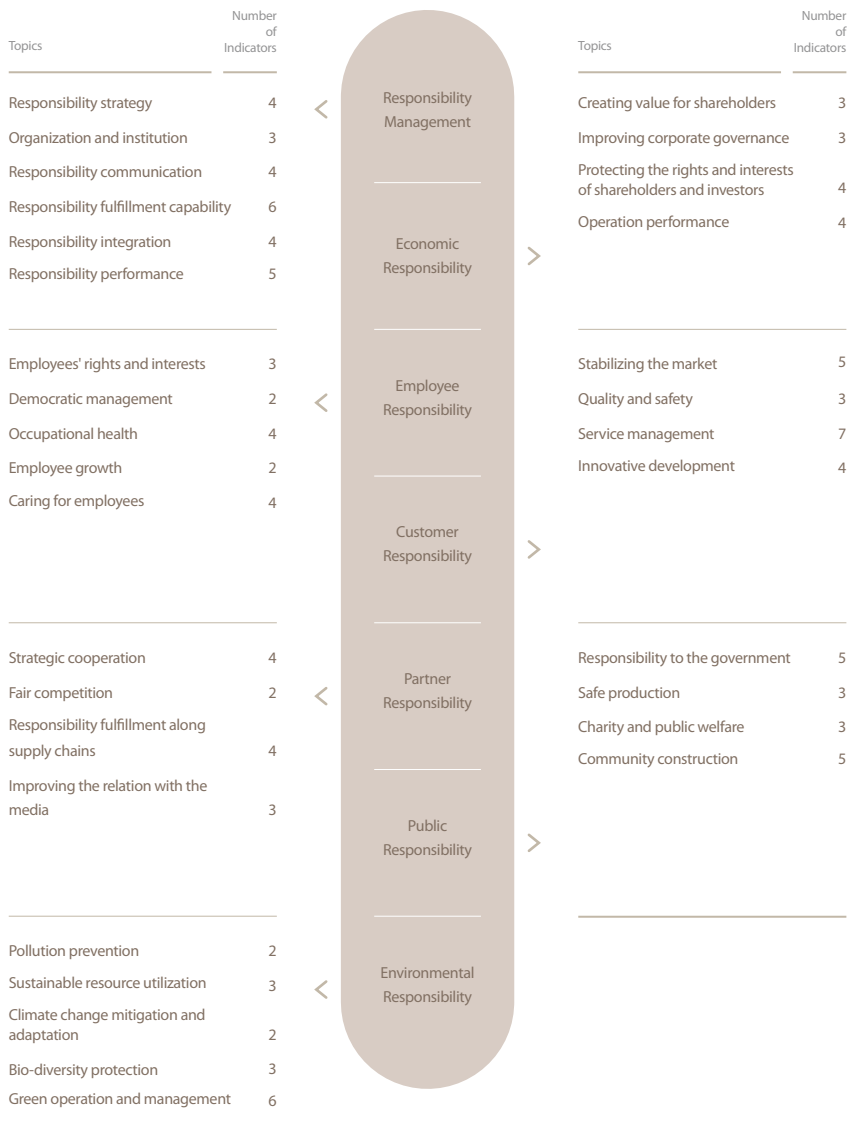 Topics
Number
of
Indicators
Responsibility strategy 4
Organization and institution 3
Responsibility communication 4
Responsibility fulfillment capability 6
Responsibility integration 4
Responsibility performance 5
Employees' rights and interests 3
Democratic management 2
Occupational health 4
Employee growth 2
Caring for employees 4
Strategic cooperation 4
Fair competition 2
Responsibility fulfillment along
supply chains 4
Improving the relation with the
media 3
Pollution prevention 2
Sustainable resource utilization 3
Climate change mitigation and
adaptation 2
Bio-diversity protection 3
Green operation and management 6
Responsibility
Management
Economic
Responsibility
Employee
Responsibility
Customer
Responsibility
Partner
Responsibility
Public
Responsibility
Environmental
Responsibility
Topics
Number
of
Indicators
Creating value for shareholders 3
Improving corporate governance 3
Protecting the rights and interests
of shareholders and investors 4
Operation performance 4
Stabilizing the market 5
Quality and safety 3
Service management 7
Innovative development 4
Responsibility to the government 5
Safe production 3
Charity and public welfare 3
Community construction 5